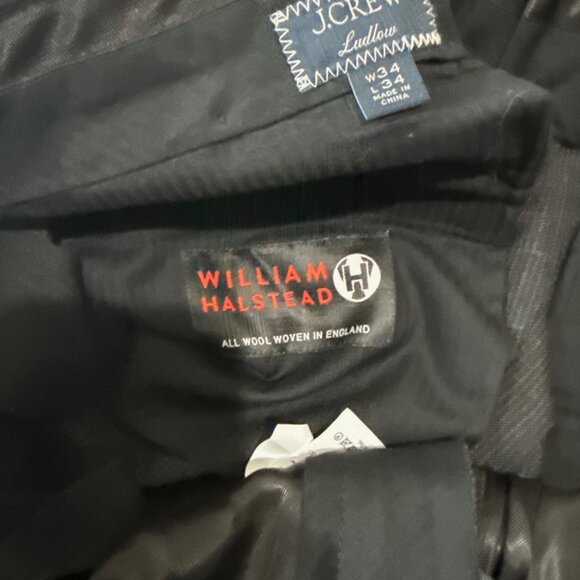 J.CREW
Ludlow
W34
L34
MADE IN
CHINA
WILLIAM
HALSTEAD
H
ALL WOOL WOVEN IN ENGLAND